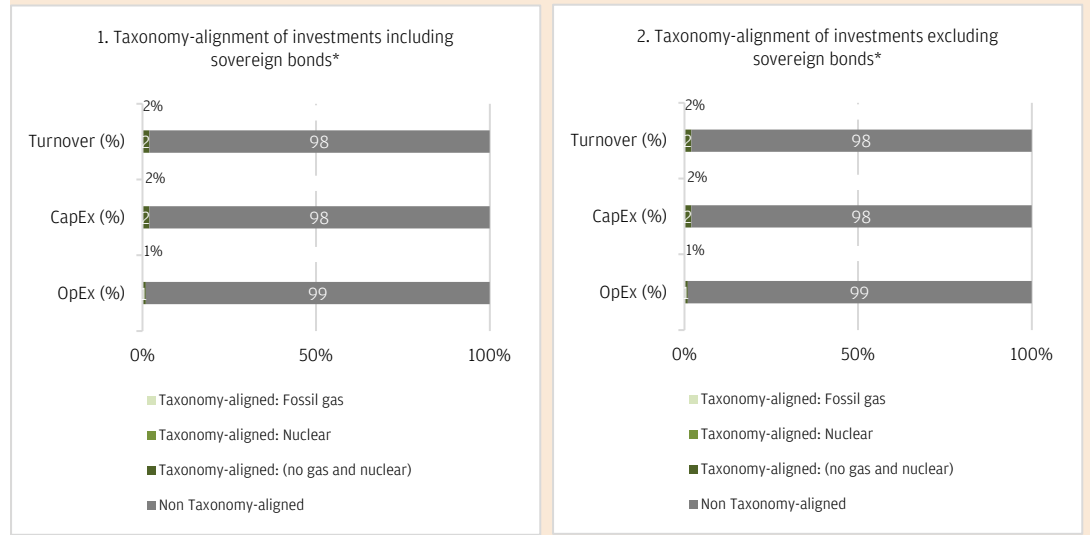 1. Taxonomy-alignment of investments including
sovereign bonds*
2%
Turnover (%)
2
98
2%
CapEx (%)
2
98
1%
OpEx (%)
1
99
0%
50%
100%
Taxonomy-aligned: Fossil gas
Taxonomy-aligned: Nuclear
Taxonomy-aligned: (no gas and nuclear)
Non Taxonomy-aligned
2. Taxonomy-alignment of investments excluding
sovereign bonds*
2%
Turnover (%)
2
98
2%
CapEx (%)
2
98
1%
OpEx (%)
1
99
0%
50%
100%
Taxonomy-aligned: Fossil gas
Taxonomy-aligned: Nuclear
Taxonomy-aligned: (no gas and nuclear)
Non Taxonomy-aligned